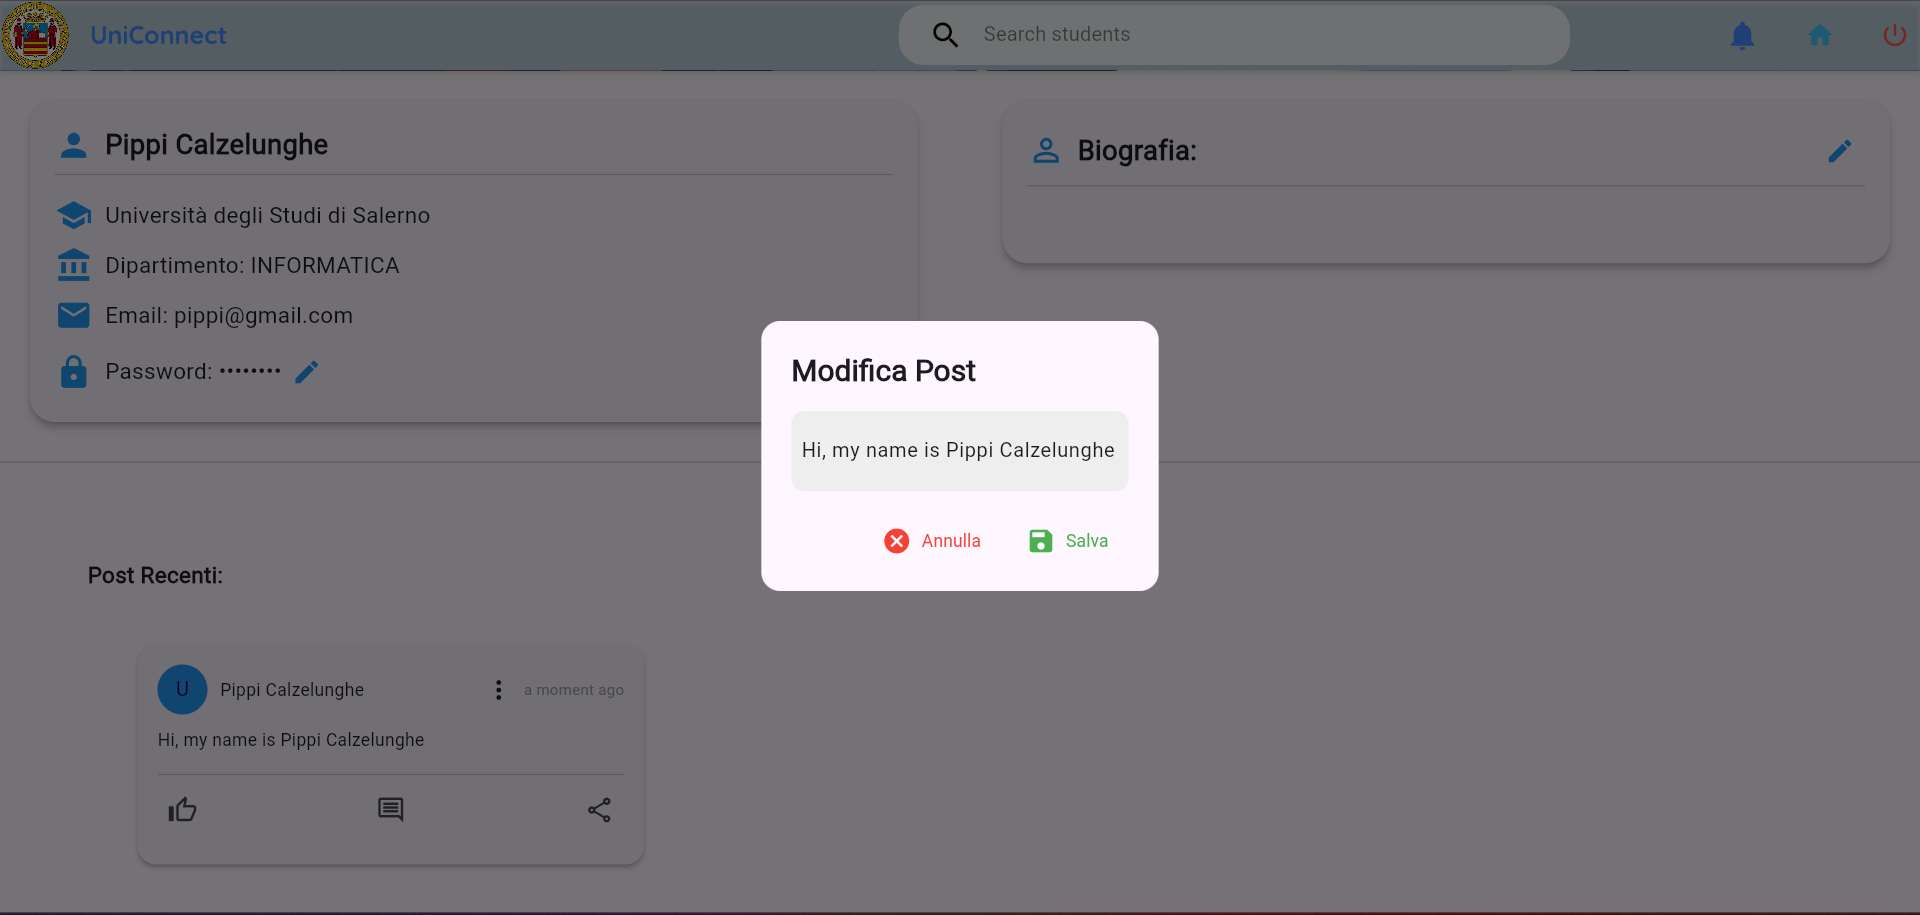 UniConnect
Search students
Pippi Calzelunghe
Università degli Studi di Salerno
Dipartimento: INFORMATICA
Email: pippi@gmail.com
Password: ••••••••
Biografia:
Modifica Post
Hi, my name is Pippi Calzelunghe
Annulla
Salva
Post Recenti:
U
Pippi Calzelunghe
a moment ago
Hi, my name is Pippi Calzelunghe